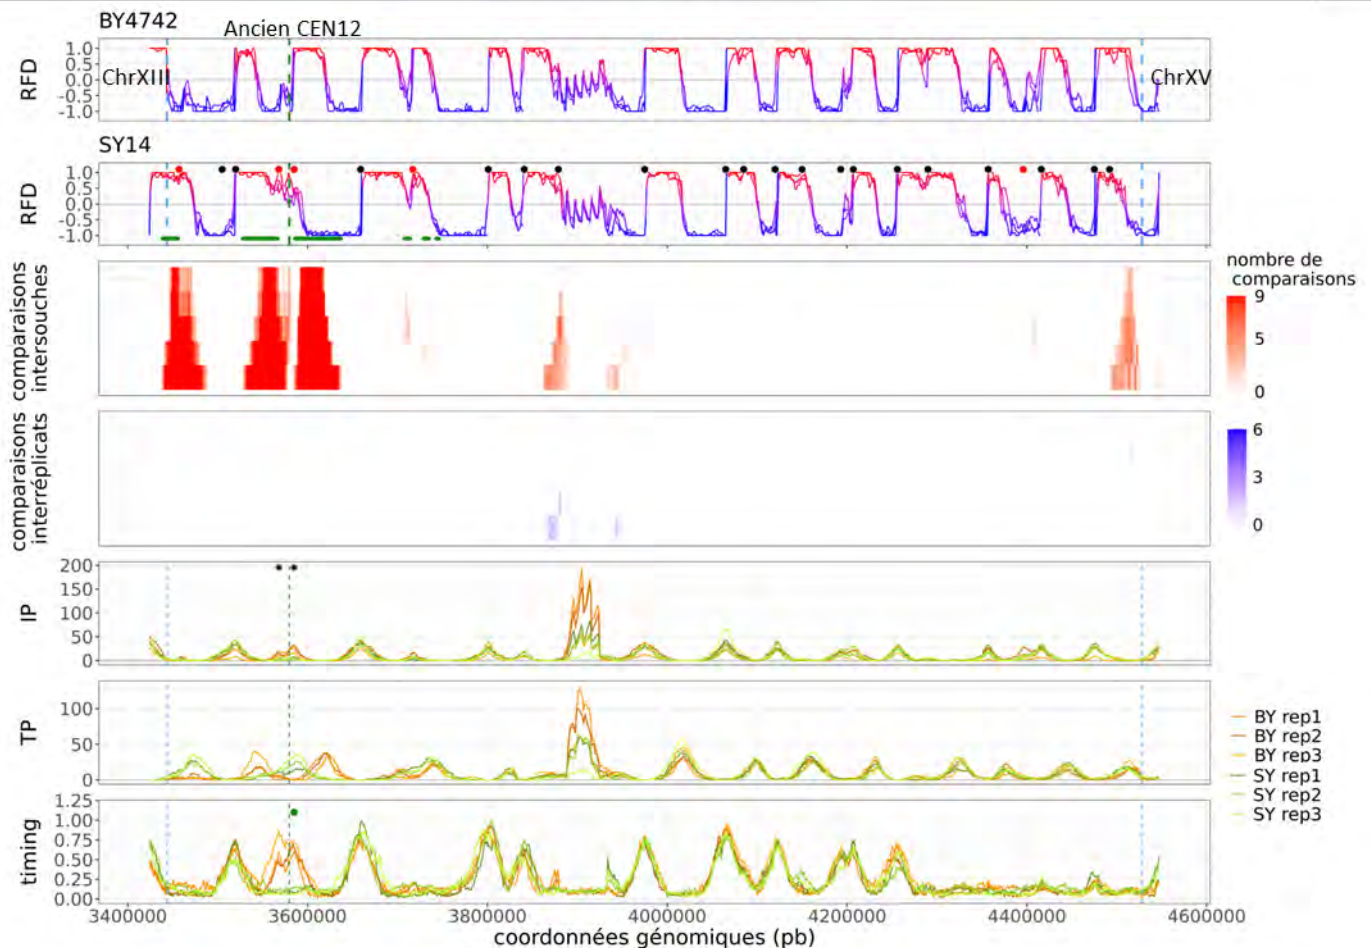 BY4742
Ancien CEN12
RFD
1.0
0.5
0.0
-0.5
-1.0
ChrXIII
ChrXV
SY14
RFD
1.0
0.5
0.0
-0.5
-1.0
comparaisons
intersouches
nombre de
comparaisons
9
5
0
comparaisons
interréplicats
6
3
0
IP
200
150
100
50
0
TP
100
50
0
BY rep1
BY rep2
BY rep3
SY rep1
SY rep2
SY rep3
timing
1.25
1.00
0.75
0.50
0.25
0.00
3400000 3600000 3800000 4000000 4200000 4400000 4600000
coordonnées génomiques (pb)